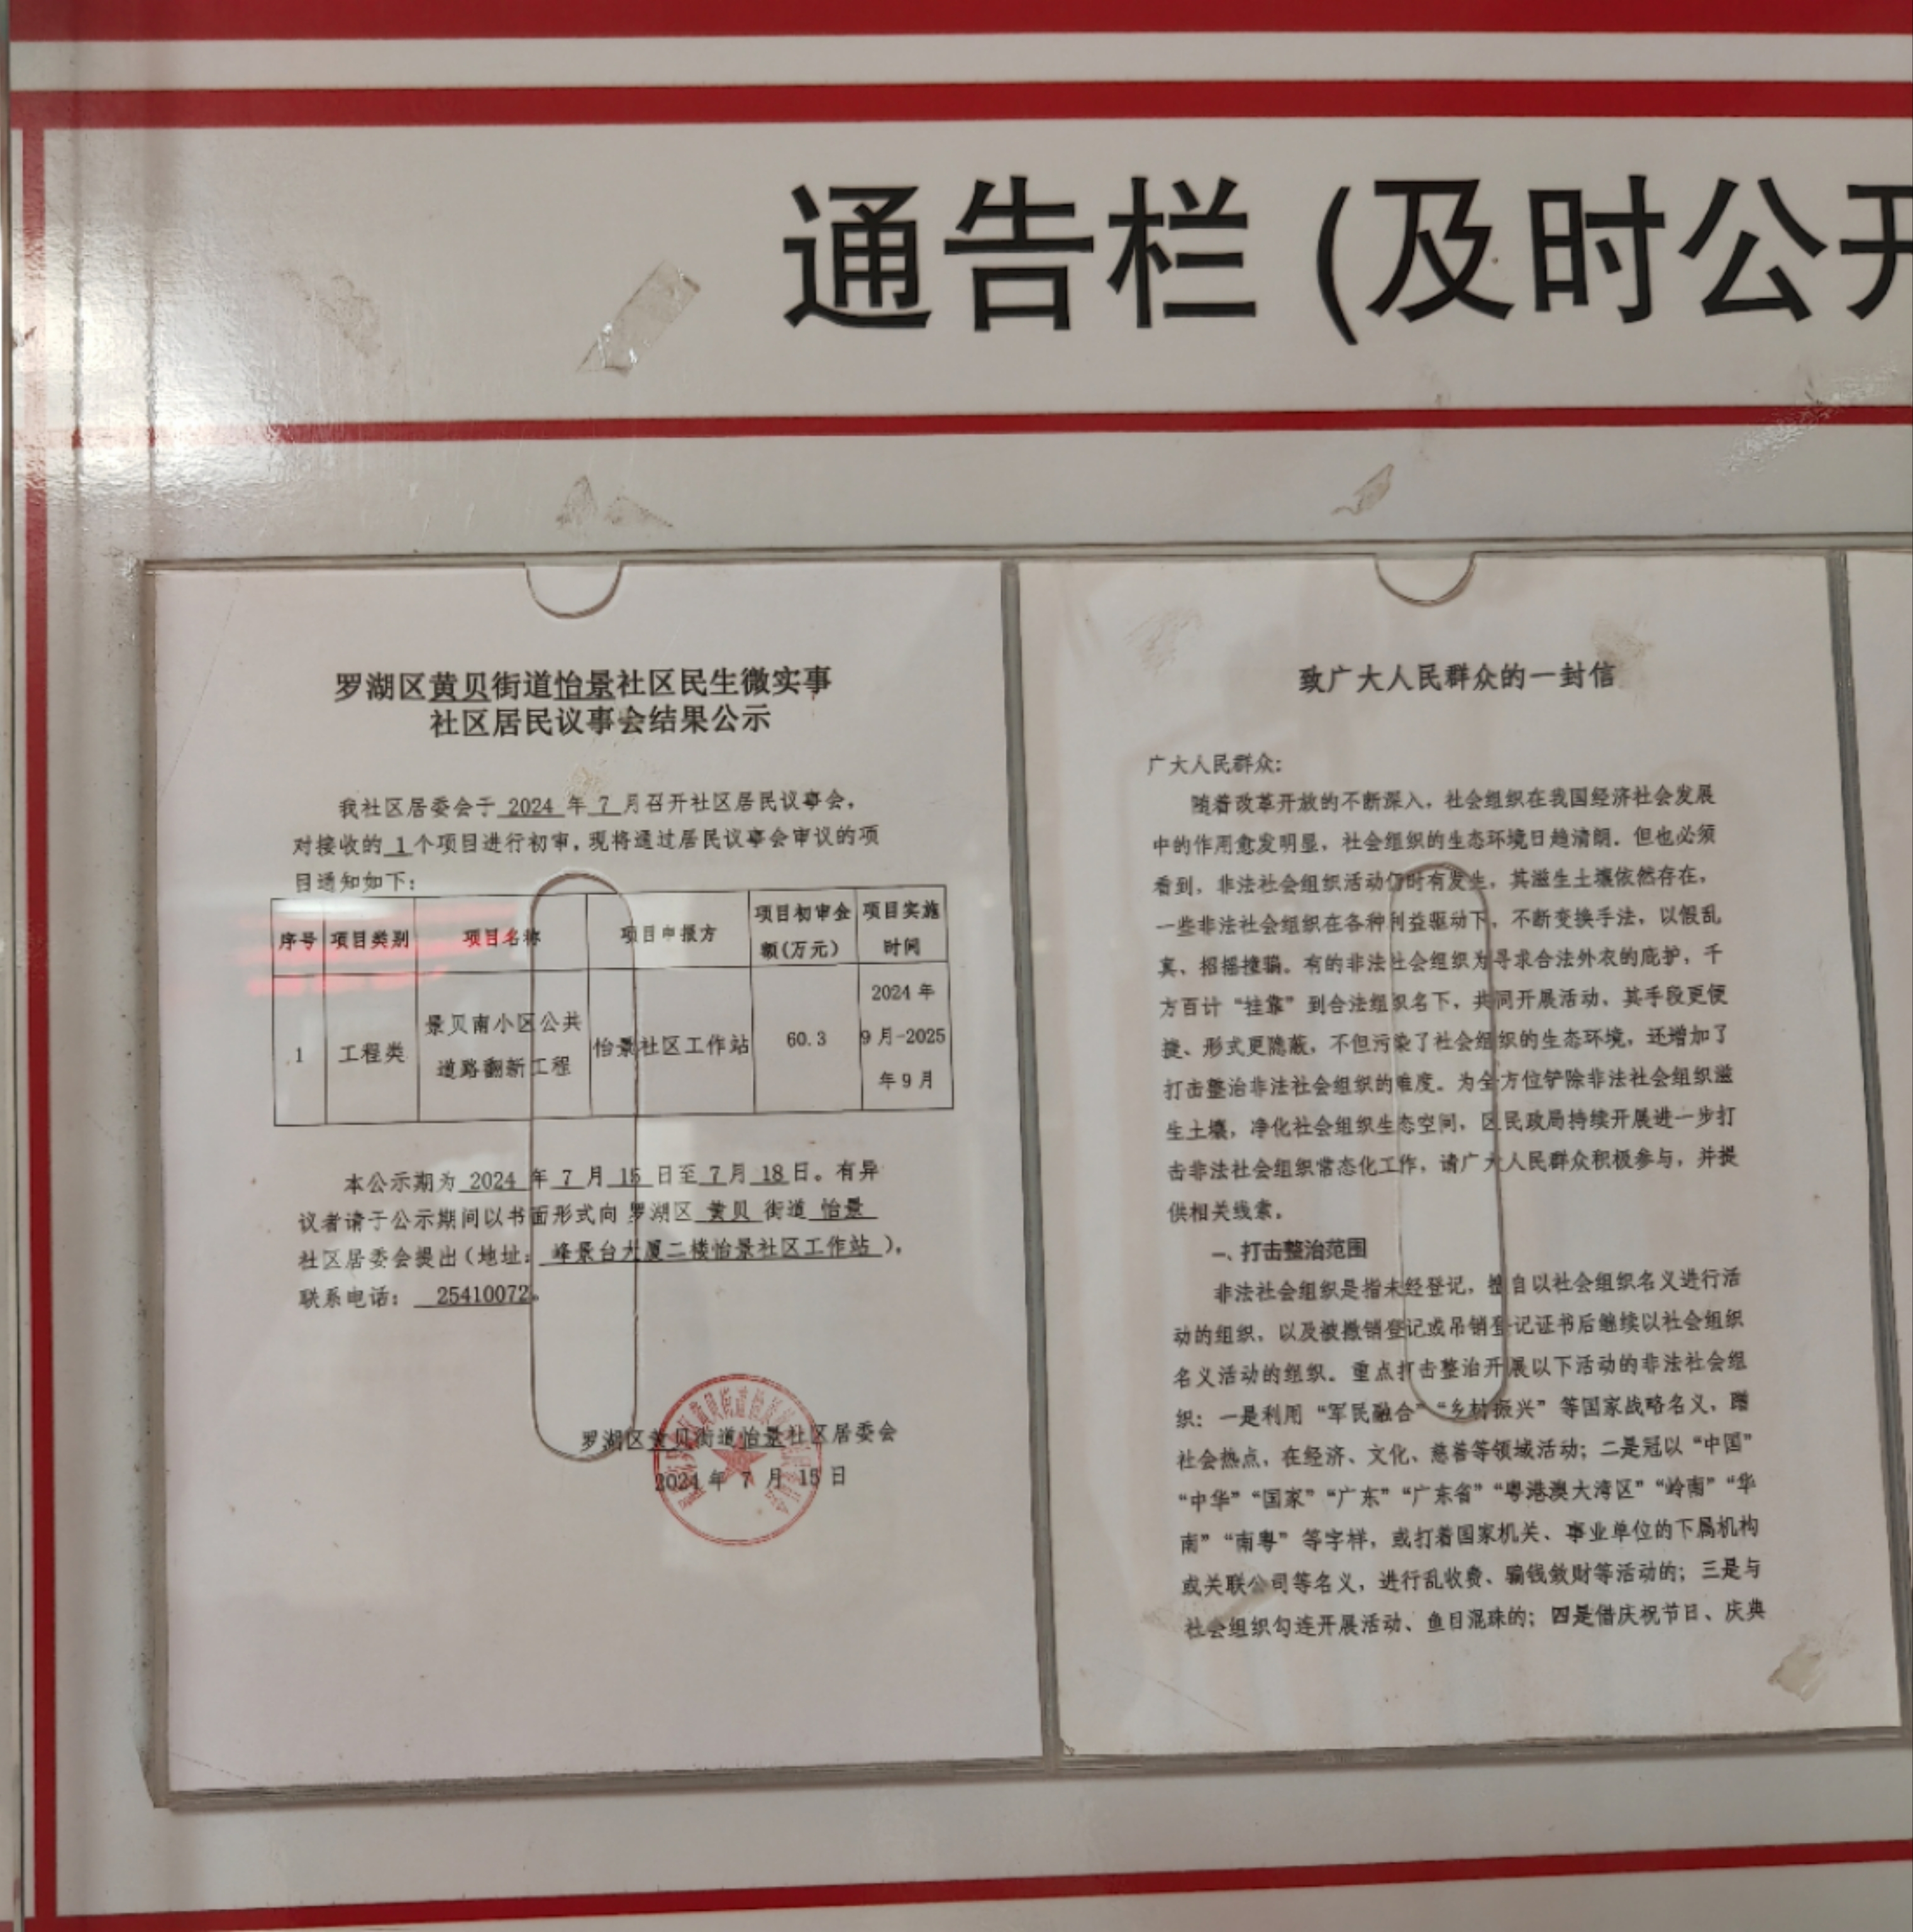 通告栏 (及时公开
罗湖区黄贝街道怡景社区民生微实事
社区居民议事会结果公示
我社区居委会于 2024 年 7 月召开社区居民议事会，
对接收的 1 个项目进行初审，现将通过居民议事会审议的项
目通知如下：
序号 项目类别 项目名称 项目申报方 项目初审金额(万元) 项目实施时间
1 工程类 景贝南小区公共道路翻新工程 怡景社区工作站 60.3 2024年9月-2025年9月
本公示期为 2024 年 7 月 15 日至 7 月 18 日。有异
议者请于公示期间以书面形式向 罗湖区 黄贝 街道 怡景
社区居委会提出（地址： 峰景台大厦二楼怡景社区工作站 ），
联系电话： 25410072。
罗湖区黄贝街道怡景社区居委会
2024 年 7 月 15 日
致广大人民群众的一封信
广大人民群众：
随着改革开放的不断深入，社会组织在我国经济社会发展
中的作用愈发明显，社会组织的生态环境日趋清朗。但也必须
看到，非法社会组织活动仍时有发生，其滋生土壤依然存在，
一些非法社会组织在各种利益驱动下，不断变换手法，以假乱
真、招摇撞骗。有的非法社会组织为寻求合法外衣的庇护，千
方百计“挂靠”到合法组织名下，共同开展活动，其手段更便
捷、形式更隐蔽，不但污染了社会组织的生态环境，还增加了
打击整治非法社会组织的难度。为全方位铲除非法社会组织滋
生土壤，净化社会组织生态空间，区民政局持续开展进一步打
击非法社会组织常态化工作，请广大人民群众积极参与，并提
供相关线索。
一、打击整治范围
非法社会组织是指未经登记，擅自以社会组织名义进行活
动的组织，以及被撤销登记或吊销登记证书后继续以社会组织
名义活动的组织。重点打击整治开展以下活动的非法社会组
织：一是利用“军民融合”“乡村振兴”等国家战略名义，蹭
社会热点，在经济、文化、慈善等领域活动；二是冠以“中国”
“中华”“国家”“广东”“广东省”“粤港澳大湾区”“岭南”“华
南”“南粤”等字样，或打着国家机关、事业单位的下属机构
或关联公司等名义，进行乱收费、骗钱敛财等活动的；三是与
社会组织勾连开展活动、鱼目混珠的；四是借庆祝节日、庆典